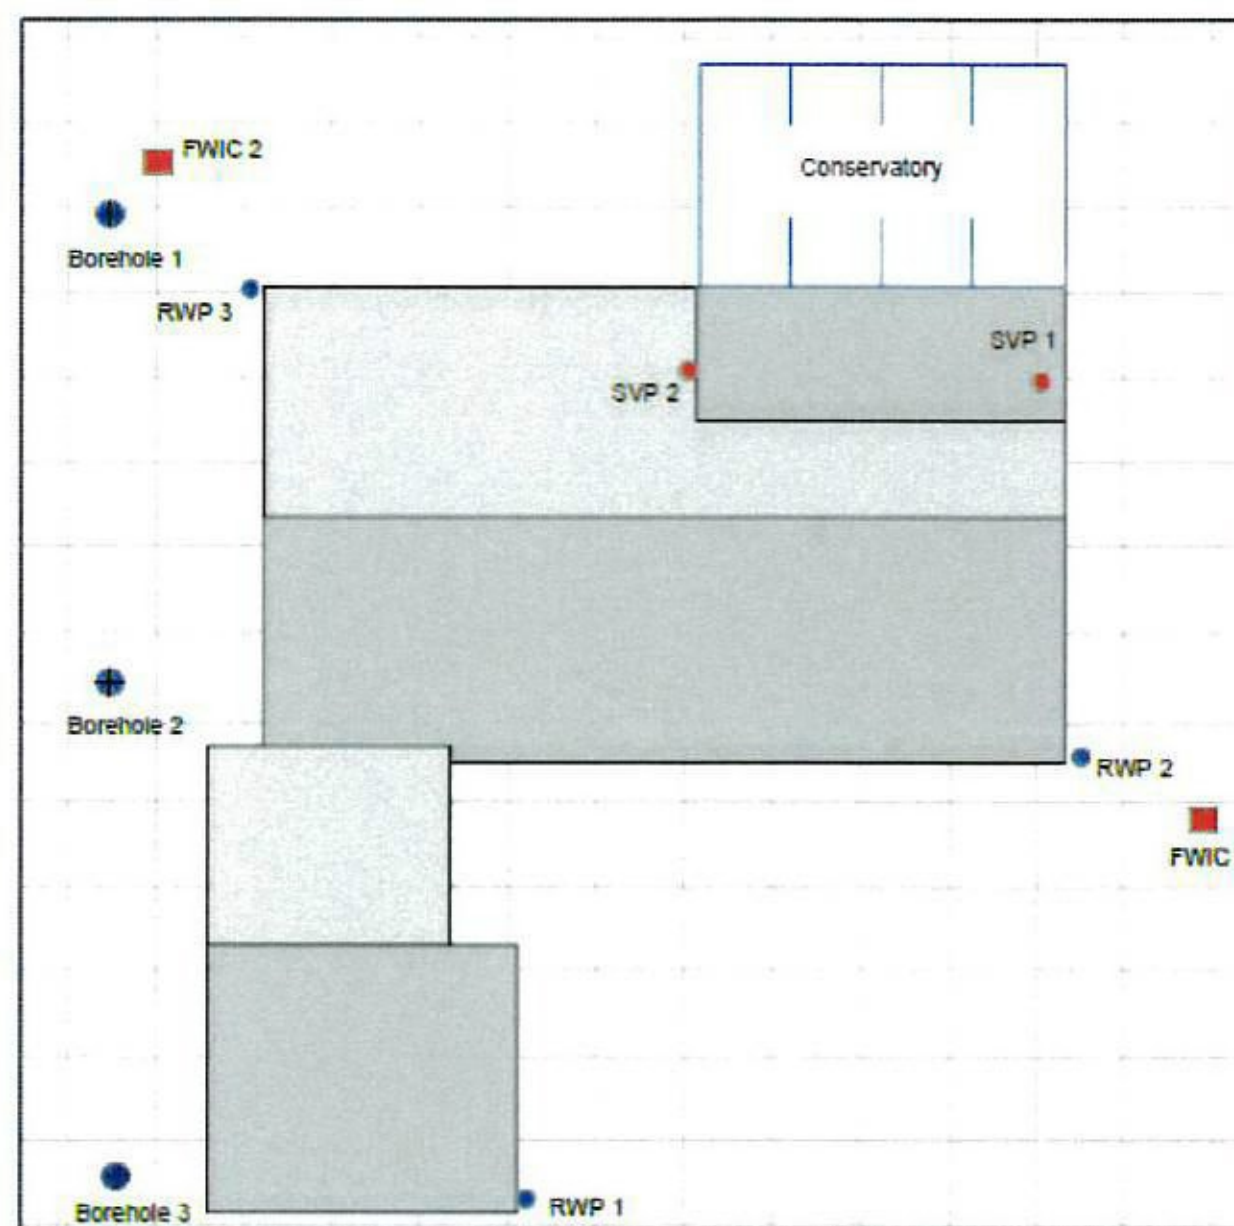 FWIC 2
Conservatory
Borehole 1
RWP 3
SVP 1
SVP 2
Borehole 2
RWP 2
FWIC
RWP 1
Borehole 3